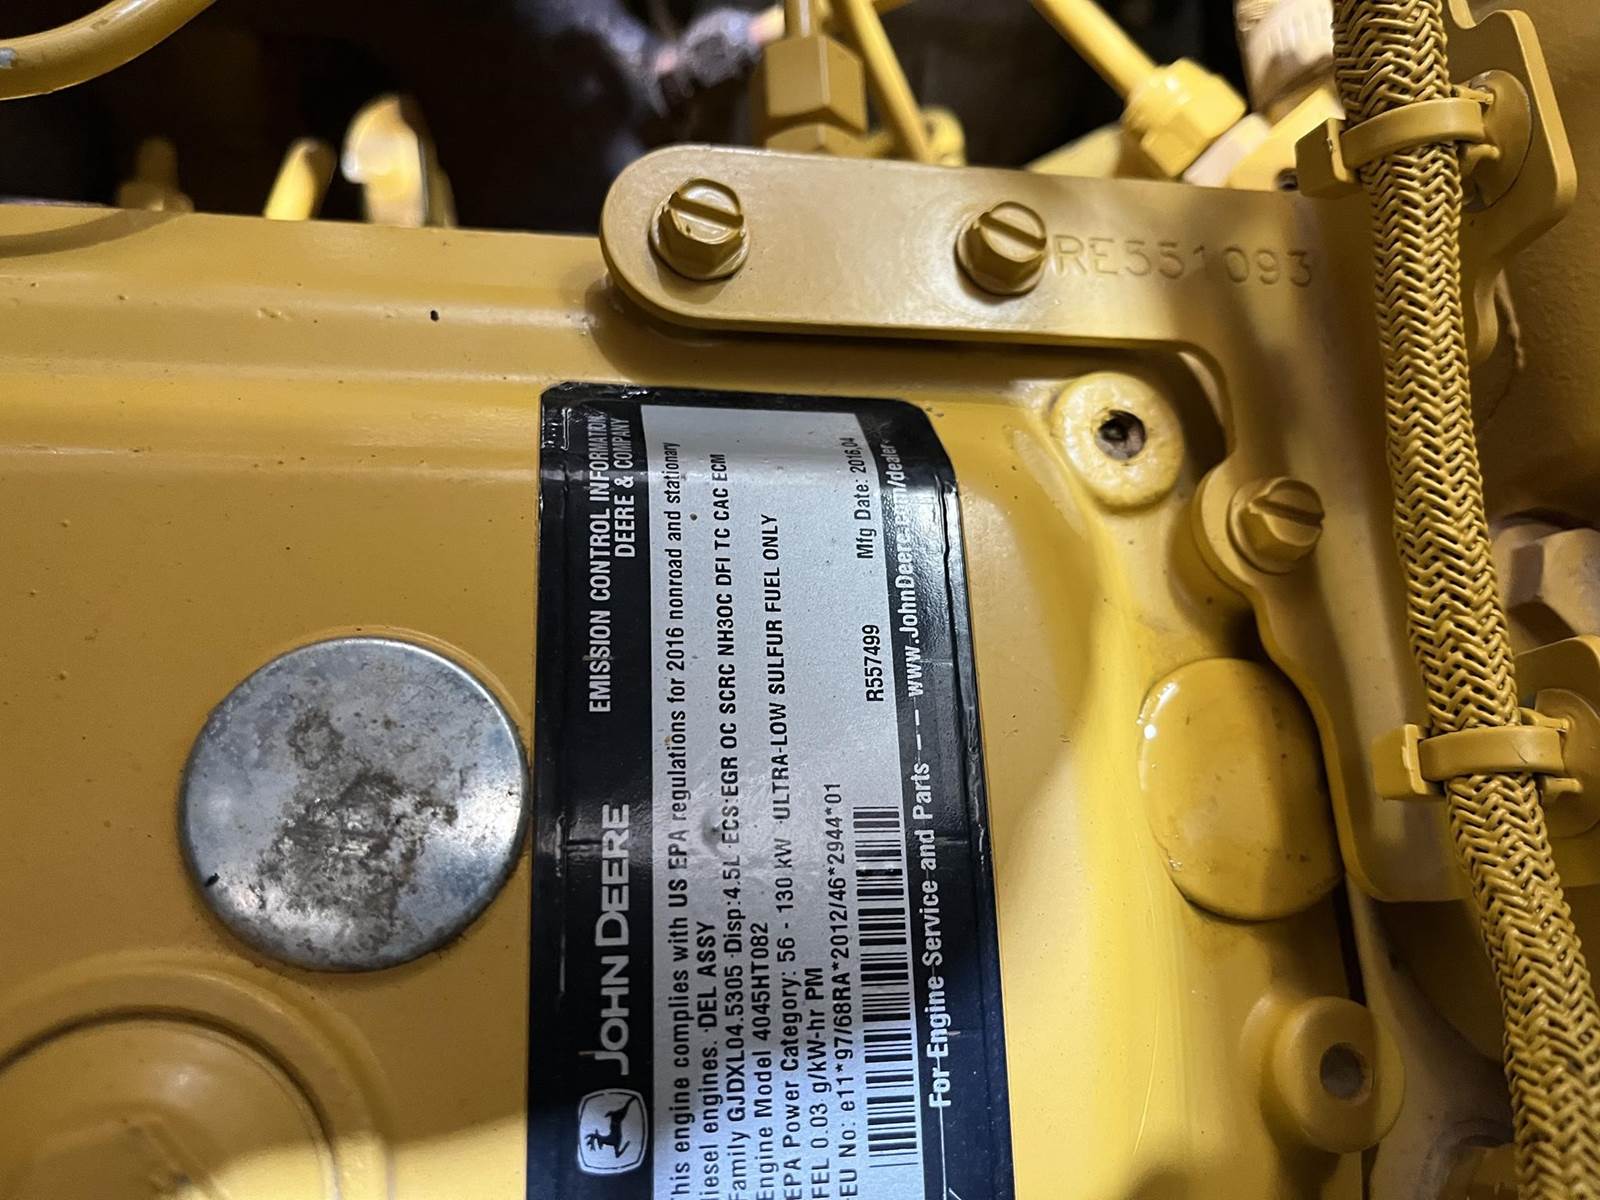 RE551093
EMISSION CONTROL INFORMATION
DEERE & COMPANY
JOHN DEERE
This engine complies with US EPA regulations for 2016 nonroad and stationary
diesel engines. DEL ASSY
Family GJDXL04.5305 Disp:4.5L ECS:EGR OC SCRC NH3OC DFI TC CAC ECM
Engine Model 4045HT082
EPA Power Category: 56 - 130 kW ULTRA-LOW SULFUR FUEL ONLY
FEL 0.03 g/kW-hr PM
EU No: e11*97/68RA*2012/46*2944*01
R557499 Mfg Date: 2016.04
For Engine Service and Parts - - www.JohnDeere.com/dealer